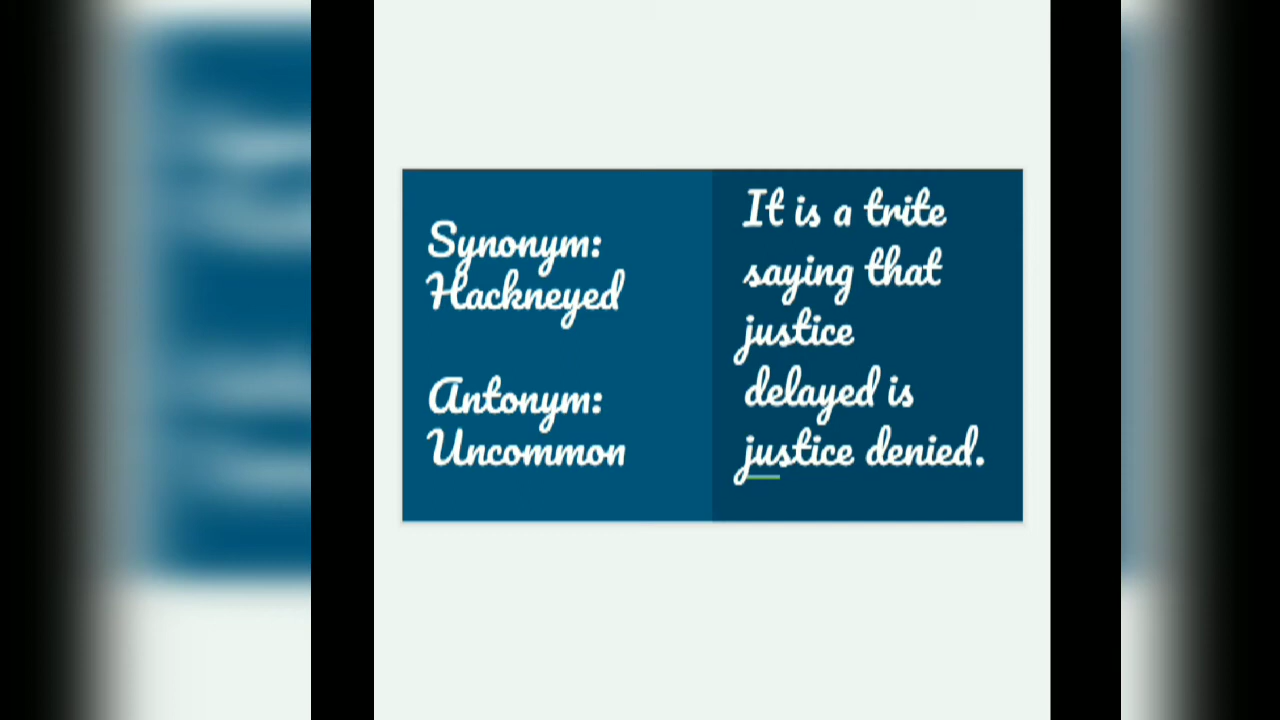 Synonym:
Hackneyed
Antonym:
Uncommon
It is a trite
saying that
justice
delayed is
justice denied.